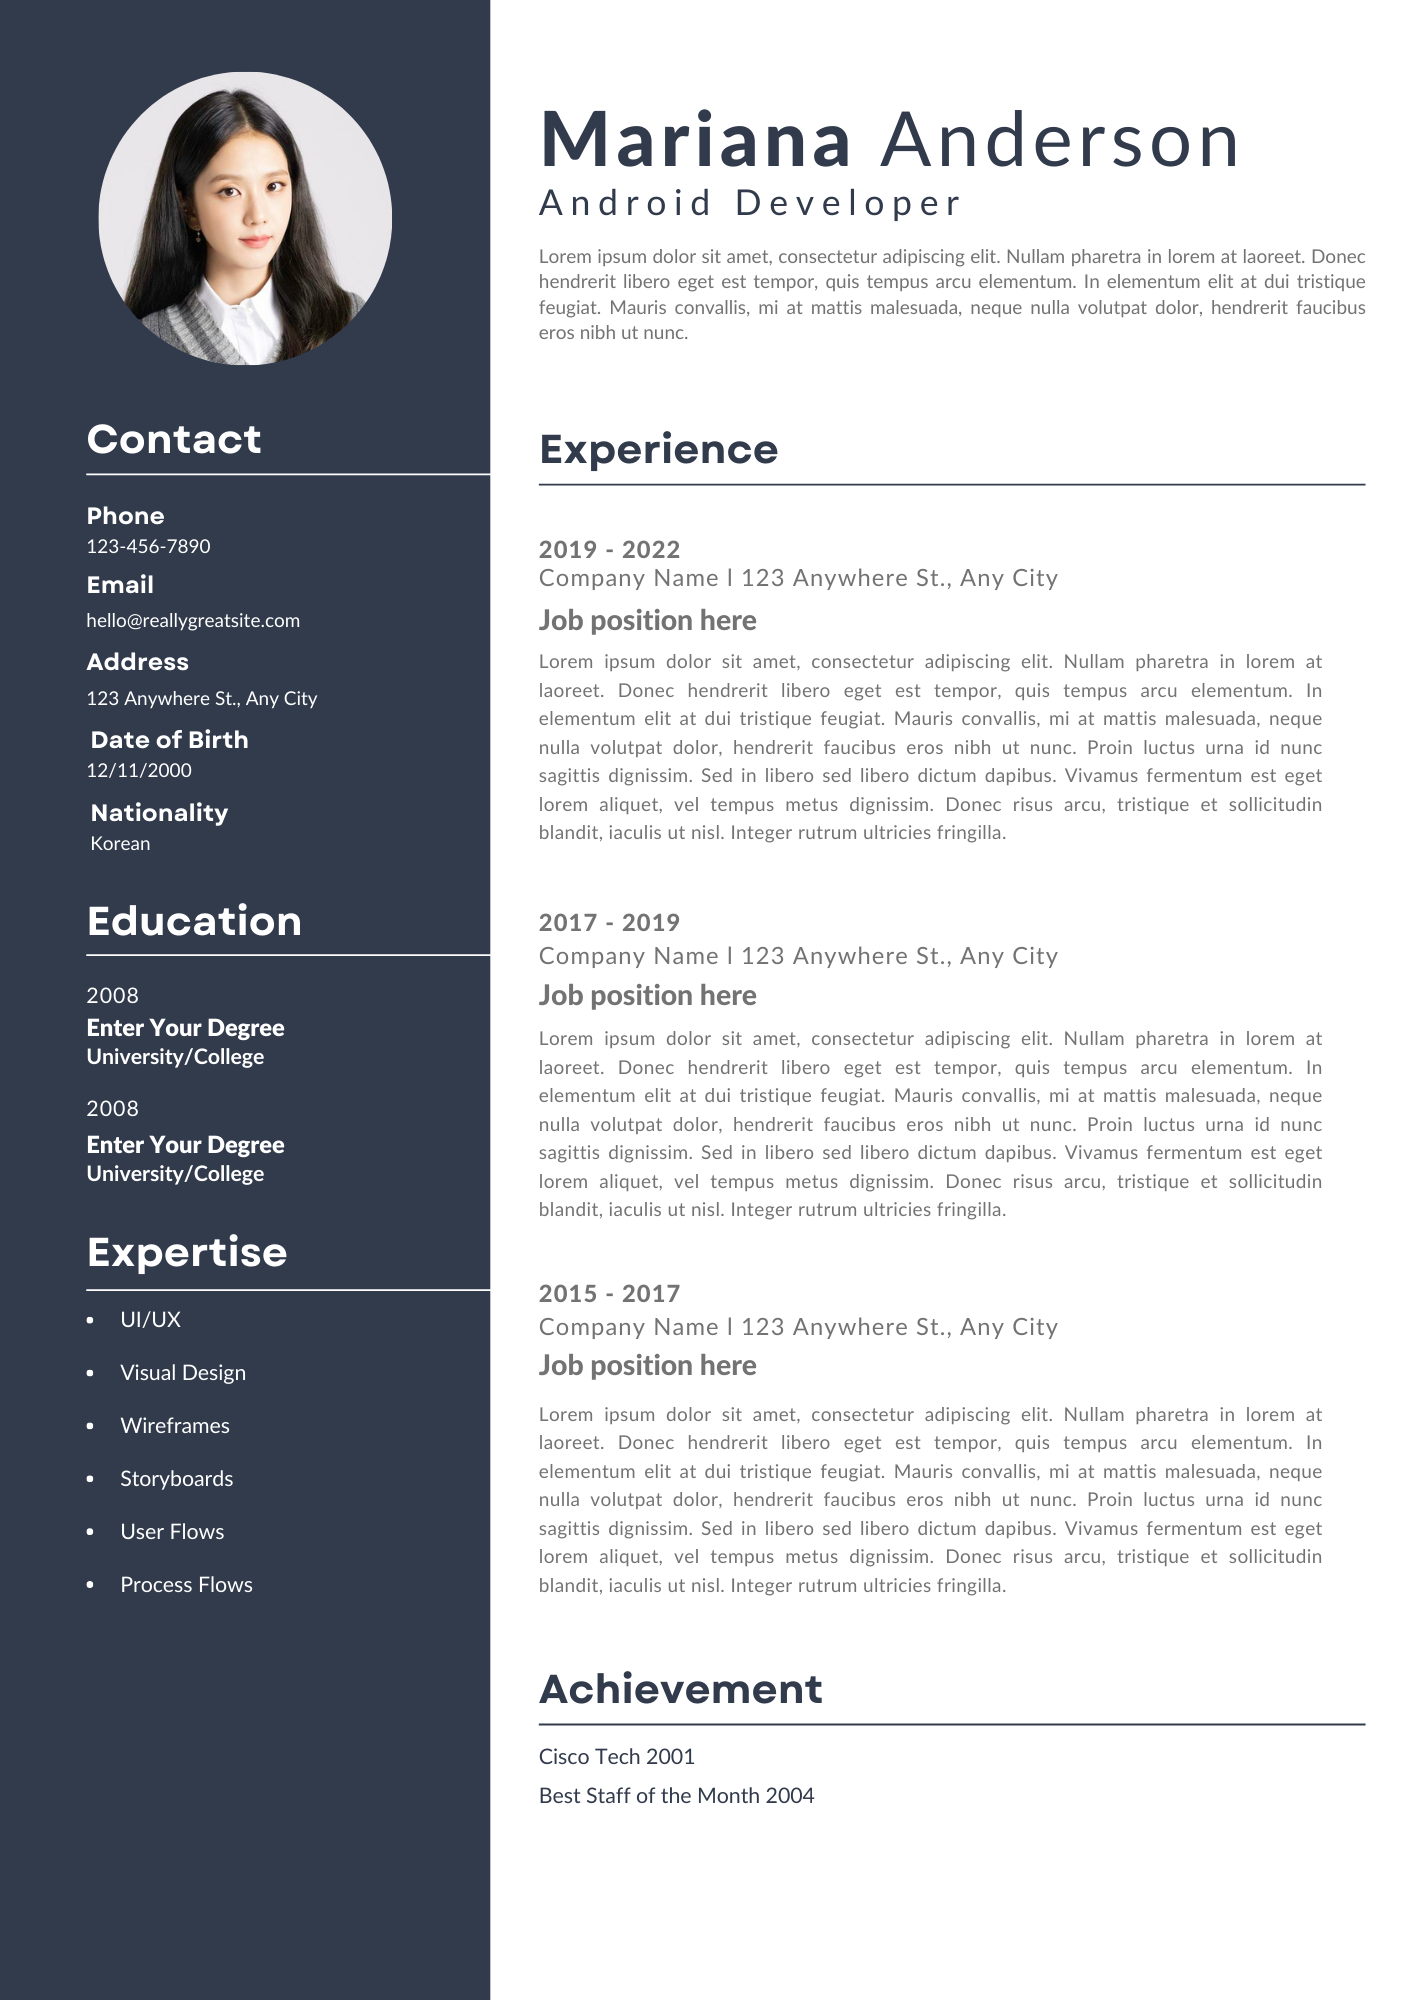 Mariana Anderson
Android Developer
Lorem ipsum dolor sit amet, consectetur adipiscing elit. Nullam pharetra in lorem at laoreet. Donec
hendrerit libero eget est tempor, quis tempus arcu elementum. In elementum elit at dui tristique
feugiat. Mauris convallis, mi at mattis malesuada, neque nulla volutpat dolor, hendrerit faucibus
eros nibh ut nunc.
Contact
Phone
123-456-7890
Email
hello@reallygreatsite.com
Address
123 Anywhere St., Any City
Date of Birth
12/11/2000
Nationality
Korean
Education
2008
Enter Your Degree
University/College
2008
Enter Your Degree
University/College
Expertise
• UI/UX
• Visual Design
• Wireframes
• Storyboards
• User Flows
• Process Flows
Experience
2019 - 2022
Company Name l 123 Anywhere St., Any City
Job position here
Lorem ipsum dolor sit amet, consectetur adipiscing elit. Nullam pharetra in lorem at
laoreet. Donec hendrerit libero eget est tempor, quis tempus arcu elementum. In
elementum elit at dui tristique feugiat. Mauris convallis, mi at mattis malesuada, neque
nulla volutpat dolor, hendrerit faucibus eros nibh ut nunc. Proin luctus urna id nunc
sagittis dignissim. Sed in libero sed libero dictum dapibus. Vivamus fermentum est eget
lorem aliquet, vel tempus metus dignissim. Donec risus arcu, tristique et sollicitudin
blandit, iaculis ut nisl. Integer rutrum ultricies fringilla.
2017 - 2019
Company Name l 123 Anywhere St., Any City
Job position here
Lorem ipsum dolor sit amet, consectetur adipiscing elit. Nullam pharetra in lorem at
laoreet. Donec hendrerit libero eget est tempor, quis tempus arcu elementum. In
elementum elit at dui tristique feugiat. Mauris convallis, mi at mattis malesuada, neque
nulla volutpat dolor, hendrerit faucibus eros nibh ut nunc. Proin luctus urna id nunc
sagittis dignissim. Sed in libero sed libero dictum dapibus. Vivamus fermentum est eget
lorem aliquet, vel tempus metus dignissim. Donec risus arcu, tristique et sollicitudin
blandit, iaculis ut nisl. Integer rutrum ultricies fringilla.
2015 - 2017
Company Name l 123 Anywhere St., Any City
Job position here
Lorem ipsum dolor sit amet, consectetur adipiscing elit. Nullam pharetra in lorem at
laoreet. Donec hendrerit libero eget est tempor, quis tempus arcu elementum. In
elementum elit at dui tristique feugiat. Mauris convallis, mi at mattis malesuada, neque
nulla volutpat dolor, hendrerit faucibus eros nibh ut nunc. Proin luctus urna id nunc
sagittis dignissim. Sed in libero sed libero dictum dapibus. Vivamus fermentum est eget
lorem aliquet, vel tempus metus dignissim. Donec risus arcu, tristique et sollicitudin
blandit, iaculis ut nisl. Integer rutrum ultricies fringilla.
Achievement
Cisco Tech 2001
Best Staff of the Month 2004